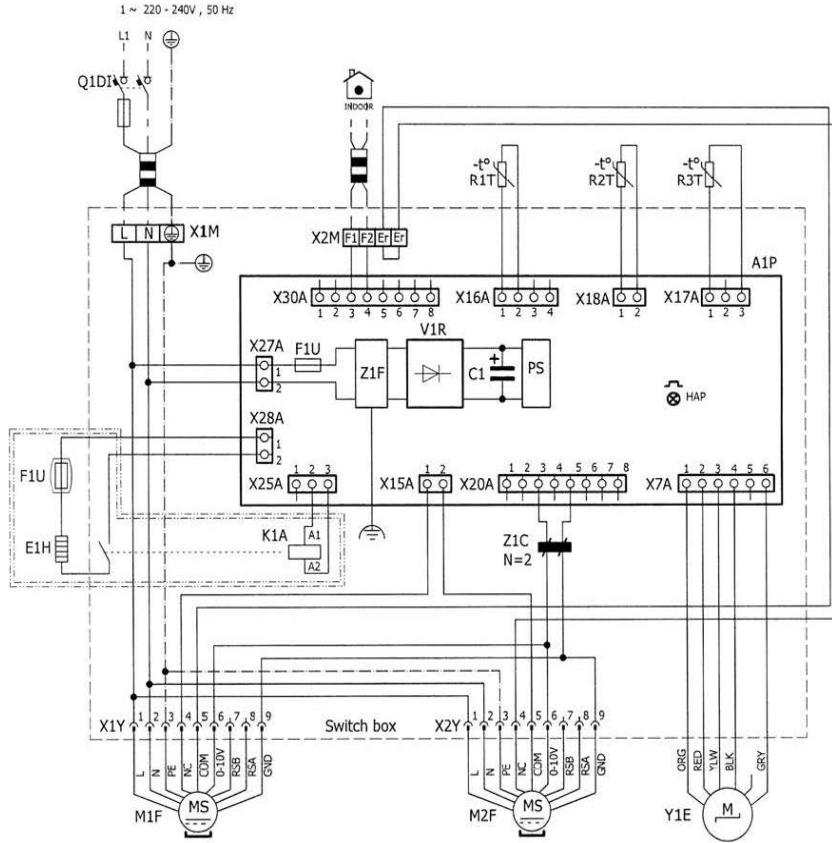 1 ~ 220 - 240V , 50 Hz
L1 N
Q1DI
INDOOR
-t° R1T
-t° R2T
-t° R3T
L N X1M
X2M F1 F2 Er Er
A1P
X30A 1 2 3 4 5 6 7 8
X16A 1 2 3 4
X18A 1 2
X17A 1 2 3
V1R
X27A 1 2
F1U
Z1F
C1 +
PS
HAP
X28A 1 2
F1U
X25A 1 2 3
X15A 1 2
X20A 1 2 3 4 5 6 7 8
X7A 1 2 3 4 5 6
E1H
K1A A1 A2
Z1C
N=2
X1Y 1 2 3 4 5 6 7 8 9
Switch box
X2Y 1 2 3 4 5 6 7 8 9
L N PE NC COM 0-10V RSB RSA GND
L N PE NC COM 0-10V RSB RSA GND
ORG RED YLW BLK GRY
M1F MS
M2F MS
Y1E M